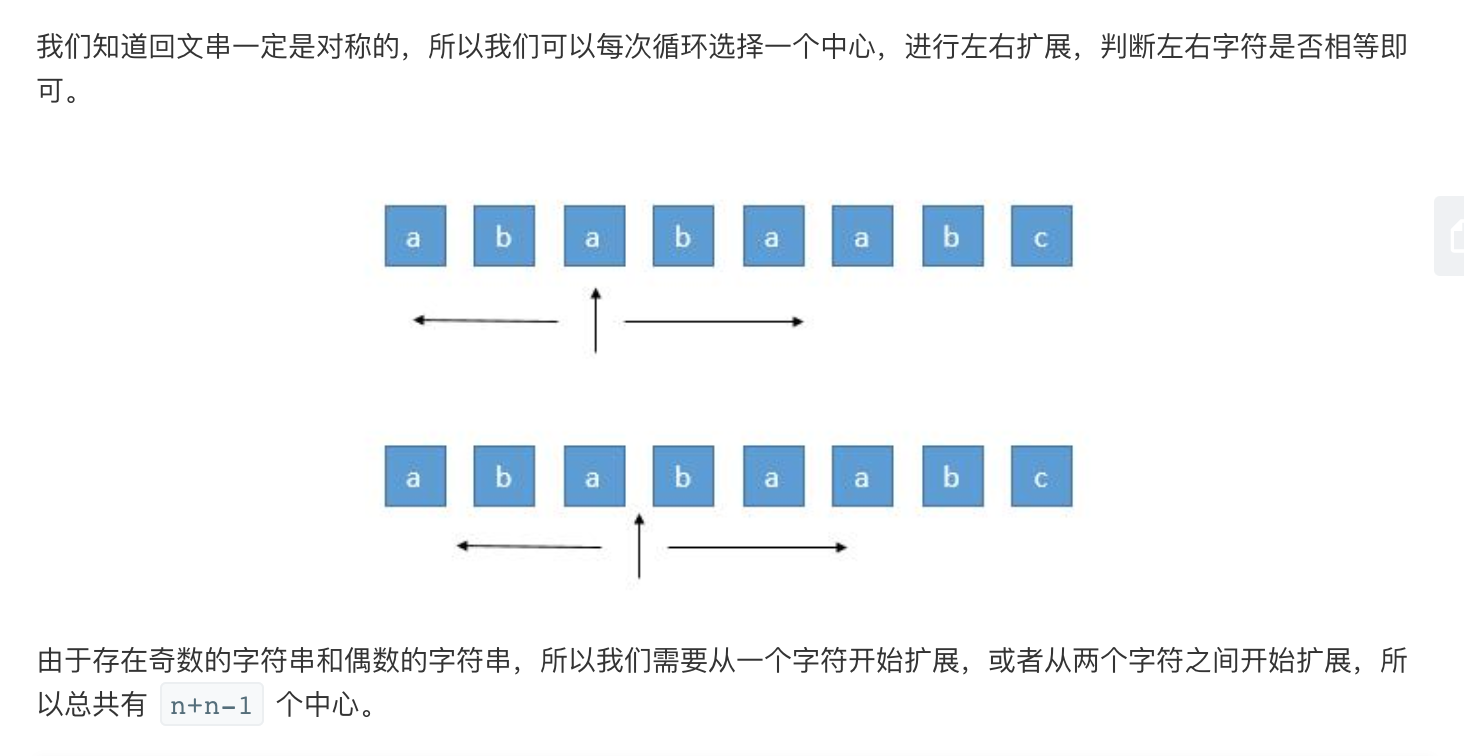 我们知道回文串一定是对称的，所以我们可以每次循环选择一个中心，进行左右扩展，判断左右字符是否相等即
可。
a b a b a a b c
a b a b a a b c
由于存在奇数的字符串和偶数的字符串，所以我们需要从一个字符开始扩展，或者从两个字符之间开始扩展，所
以总共有 n+n-1 个中心。